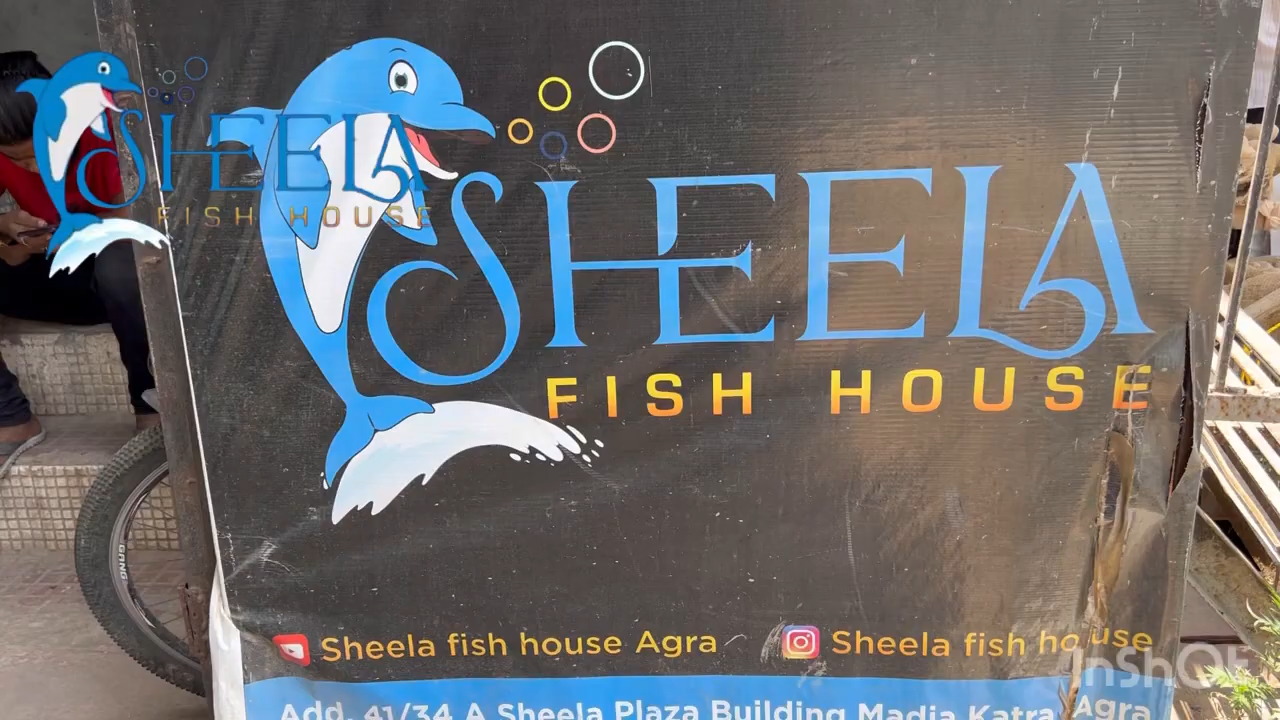 SHEELA
FISH HOUSE
SHEELA
FISH HOUSE
GANG
Sheela fish house Agra
Sheela fish house
InShOt
Add. 41/34 A Sheela Plaza Building Madia Katra Agra